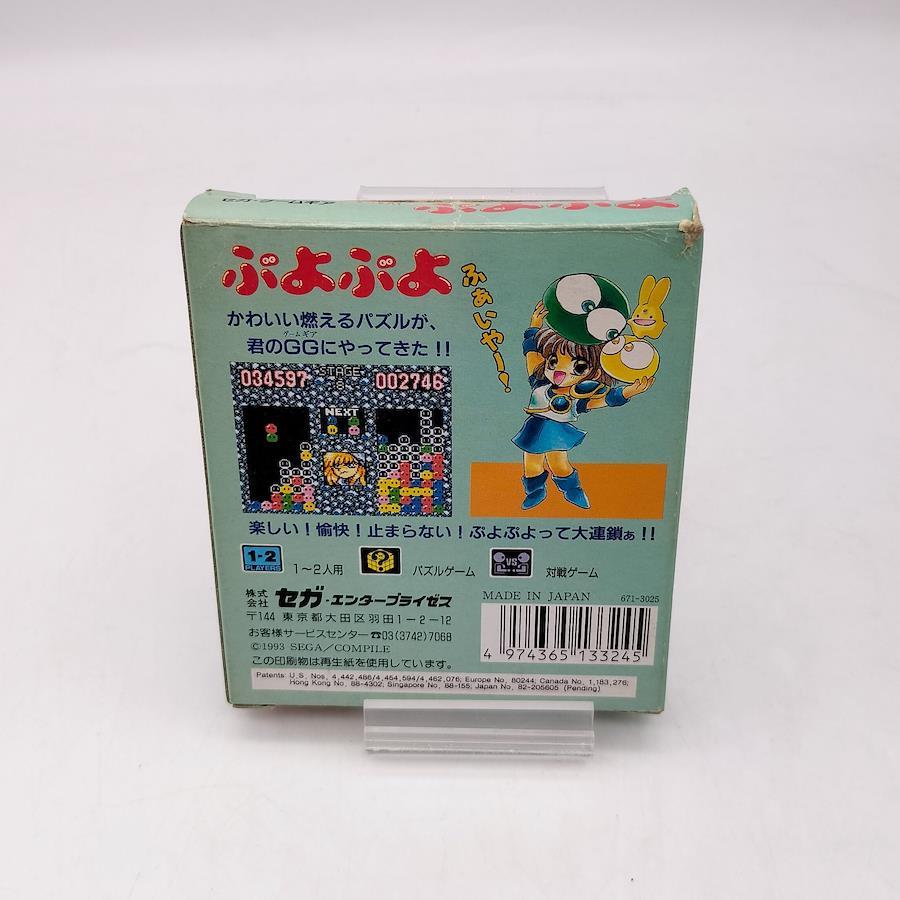 セガ・ゲームギア ぷよぷよ
ぷよぷよ
ふぁいやー!
かわいい燃えるパズルが、
ゲームギア
君のGGにやってきた!!
034597 STAGE 002746
8
NEXT
楽しい!愉快!止まらない!ぷよぷよって大連鎖ぁ!!
1-2 PLAYERS 1〜2人用 ? パズルゲーム VS 対戦ゲーム
株式会社 セガ・エンタープライゼス
〒144 東京都大田区羽田1-2-12
お客様サービスセンター☎03(3742)7068
©1993 SEGA/COMPILE
この印刷物は再生紙を使用しています。
MADE IN JAPAN 671-3025
4 974365 133245
Patents: U.S. Nos. 4,442,486/4,454,594/4,462,076; Europe No. 80244; Canada No. 1,183,276;
Hong Kong No. 88-4302; Singapore No. 88-155; Japan No. 82-205605 (Pending)